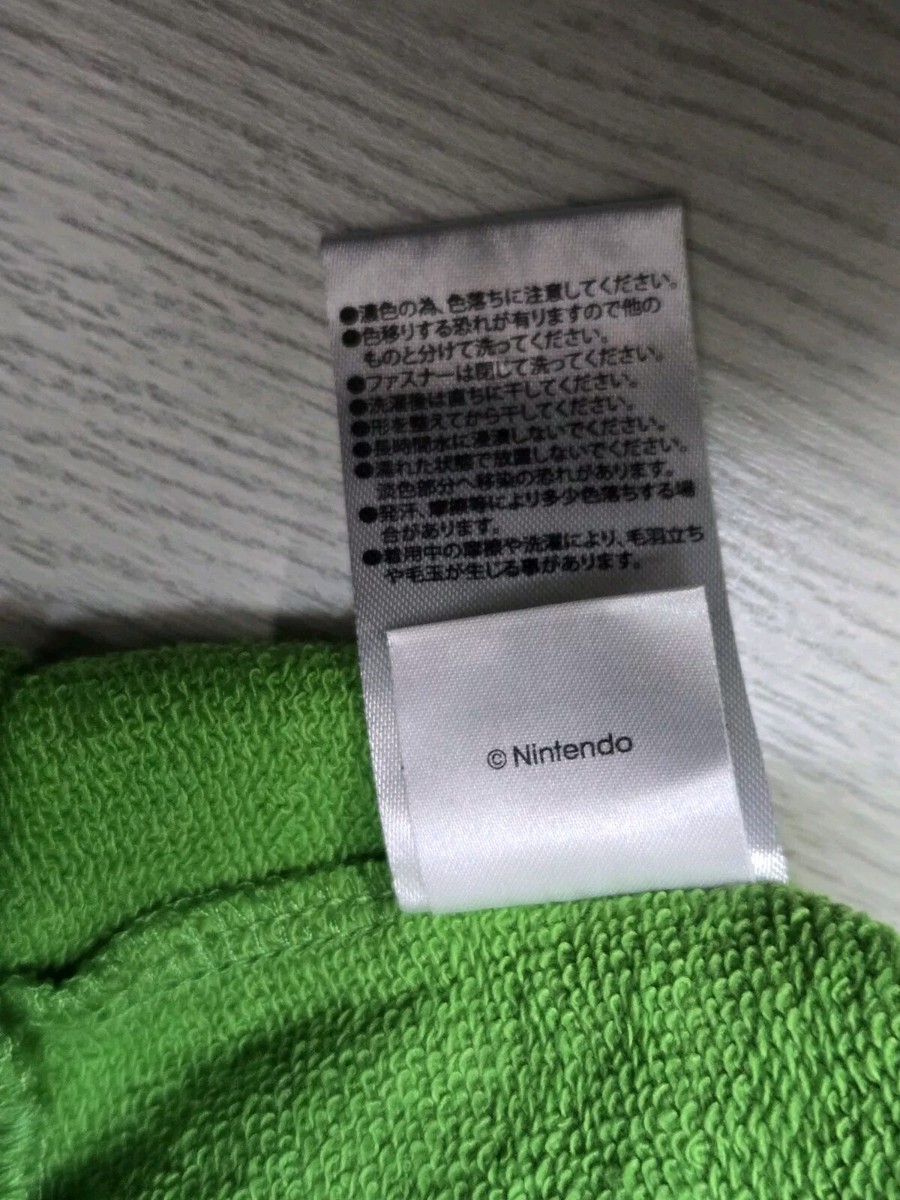 ●濃色の為、色落ちに注意してください。
●色移りする恐れが有りますので他の
ものと分けて洗ってください。
●ファスナーは閉じて洗ってください。
●洗濯後は直ちに干してください。
●形を整えてから干してください。
●長時間水に浸漬しないでください。
●濡れた状態で放置しないでください。
淡色部分へ移染の恐れがあります。
●発汗、摩擦等により多少色落ちする場
合があります。
●着用中の摩擦や洗濯により、毛羽立ち
や毛玉が生じる事があります。
© Nintendo